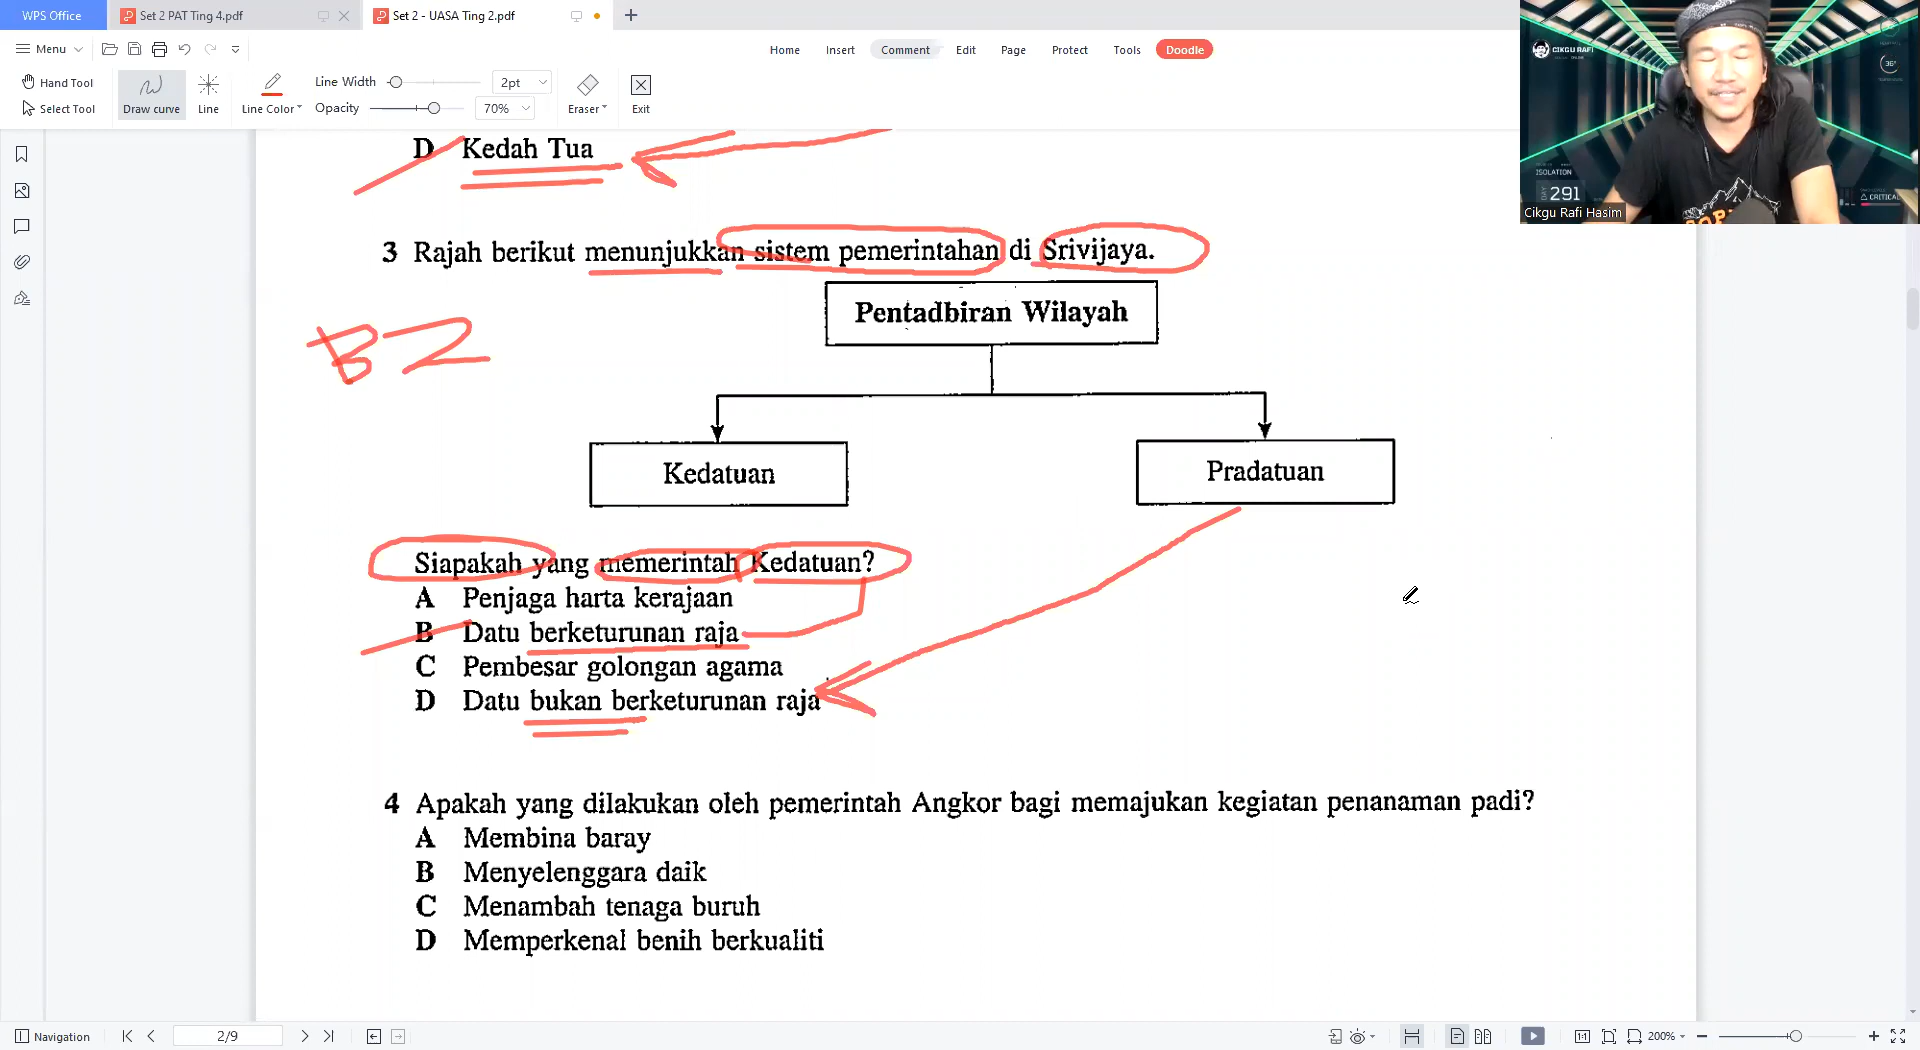 WPS Office
Set 2 PAT Ting 4.pdf
Set 2 - UASA Ting 2.pdf
Menu
Home
Insert
Comment
Edit
Page
Protect
Tools
Doodle
Hand Tool
Select Tool
Draw curve
Line
Line Color
Line Width
2pt
Opacity
70%
Eraser
Exit
CIKGU RAFI
36°
ISOLATION
DAY 291
CRITICAL
Cikgu Rafi Hasim
D Kedah Tua
3 Rajah berikut menunjukkan sistem pemerintahan di Srivijaya.
Pentadbiran Wilayah
B2
Kedatuan
Pradatuan
Siapakah yang memerintah Kedatuan?
A Penjaga harta kerajaan
B Datu berketurunan raja
C Pembesar golongan agama
D Datu bukan berketurunan raja
4 Apakah yang dilakukan oleh pemerintah Angkor bagi memajukan kegiatan penanaman padi?
A Membina baray
B Menyelenggara daik
C Menambah tenaga buruh
D Memperkenal benih berkualiti
Navigation
2/9
200%